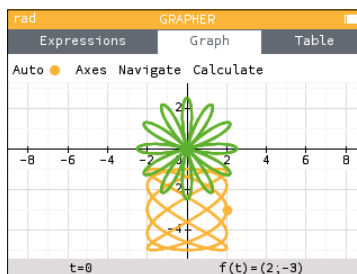 rad GRAPHER
Expressions Graph Table
Auto Axes Navigate Calculate
2
-8 -6 -4 -2 0 2 4 6 8
-2
-4
t=0 f(t)=(2;-3)